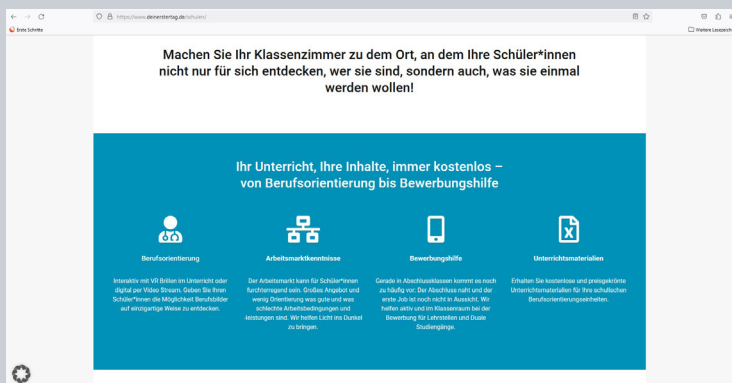 https://www.deinerstertag.de/schulen/
Erste Schritte
Weitere Lesezeich
Machen Sie Ihr Klassenzimmer zu dem Ort, an dem Ihre Schüler*innen
nicht nur für sich entdecken, wer sie sind, sondern auch, was sie einmal
werden wollen!
Ihr Unterricht, Ihre Inhalte, immer kostenlos –
von Berufsorientierung bis Bewerbungshilfe
Berufsorientierung
Interaktiv mit VR Brillen im Unterricht oder
digital per Video Stream. Geben Sie Ihren
Schüler*innen die Möglichkeit Berufsbilder
auf einzigartige Weise zu entdecken.
Arbeitsmarktkenntnisse
Der Arbeitsmarkt kann für Schüler*innen
furchterregend sein. Großes Angebot und
wenig Orientierung was gute und was
schlechte Arbeitsbedingungen und
-leistungen sind. Wir helfen Licht ins Dunkel
zu bringen.
Bewerbungshilfe
Gerade in Abschlussklassen kommt es noch
zu häufig vor: Der Abschluss naht und der
erste Job ist noch nicht in Aussicht. Wir
helfen aktiv und im Klassenraum bei der
Bewerbung für Lehrstellen und Duale
Studiengänge.
X
Unterrichtsmaterialien
Erhalten Sie kostenlose und preisgekrönte
Unterrichtsmaterialien für Ihre schulischen
Berufsorientierungseinheiten.